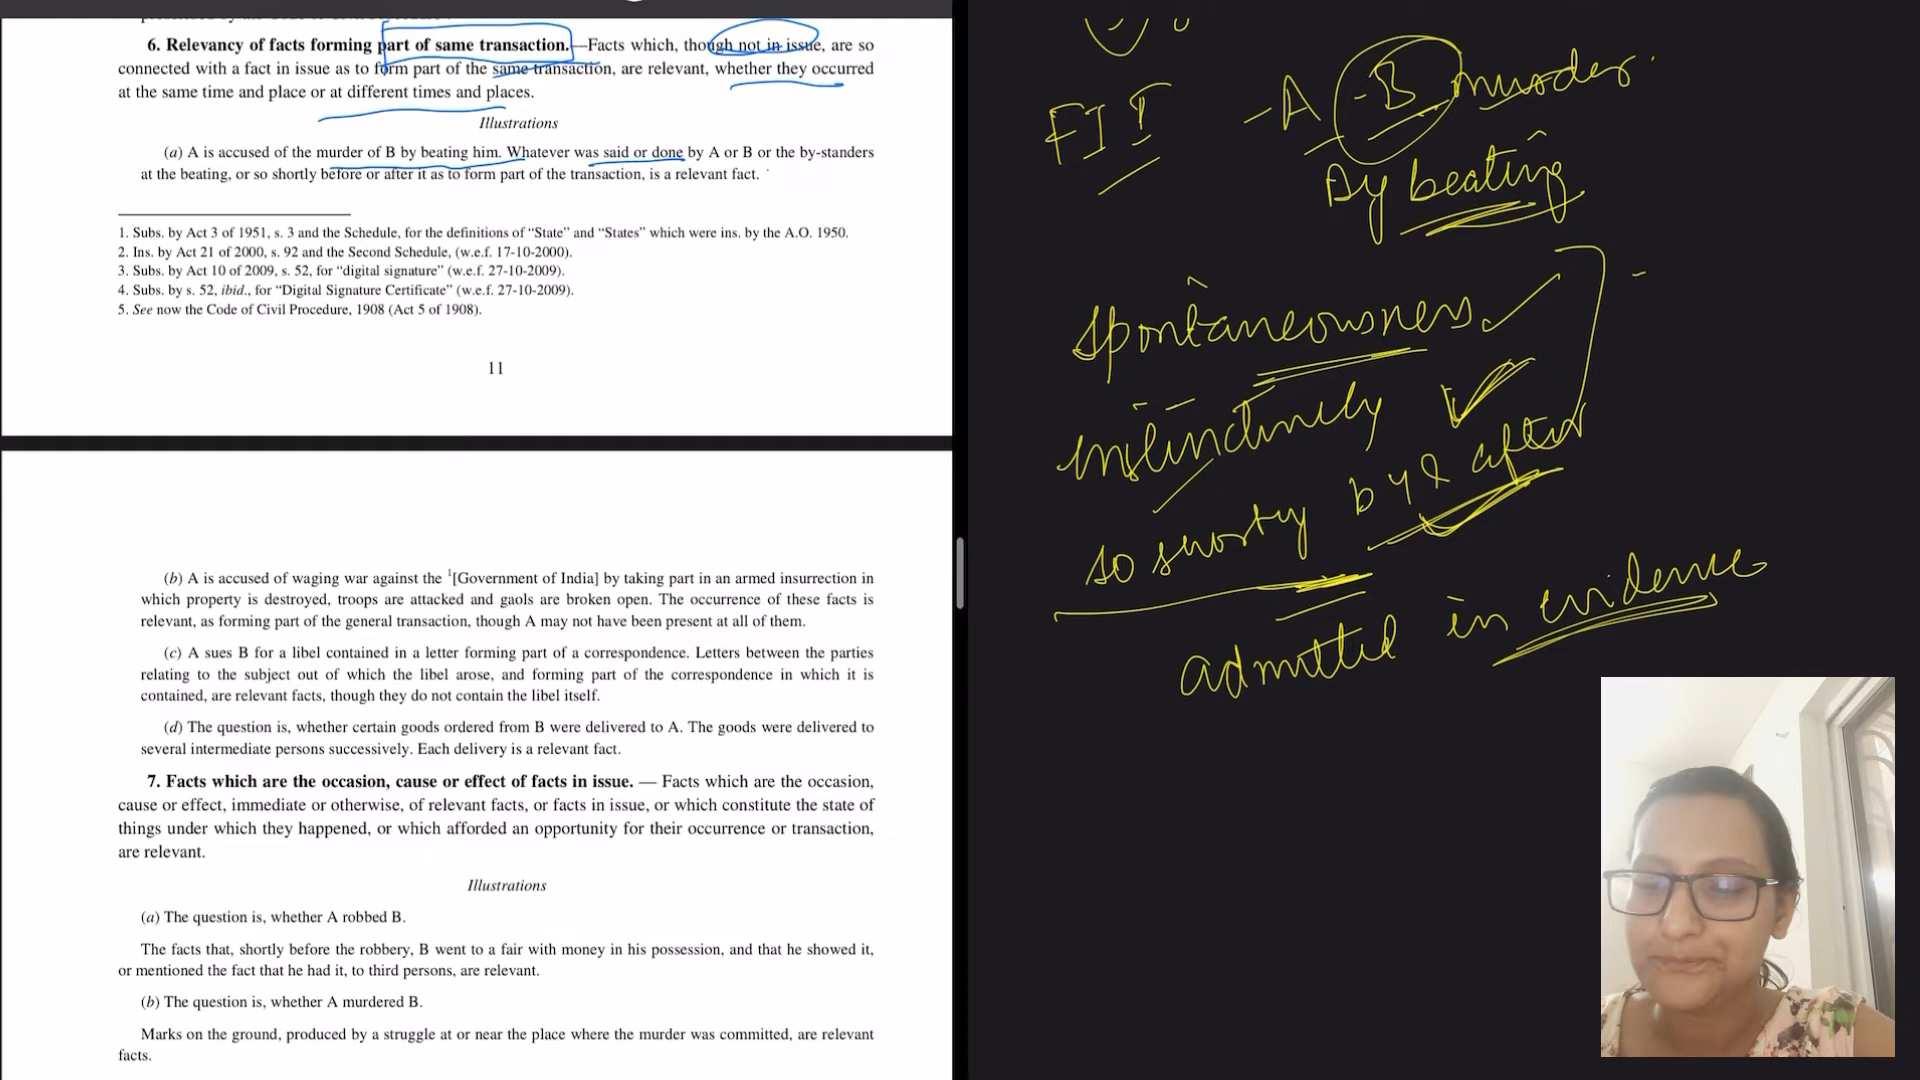 6. Relevancy of facts forming part of same transaction.—Facts which, though not in issue, are so
connected with a fact in issue as to form part of the same transaction, are relevant, whether they occurred
at the same time and place or at different times and places.
Illustrations
(a) A is accused of the murder of B by beating him. Whatever was said or done by A or B or the by-standers
at the beating, or so shortly before or after it as to form part of the transaction, is a relevant fact.
1. Subs. by Act 3 of 1951, s. 3 and the Schedule, for the definitions of “State” and “States” which were ins. by the A.O. 1950.
2. Ins. by Act 21 of 2000, s. 92 and the Second Schedule, (w.e.f. 17-10-2000).
3. Subs. by Act 10 of 2009, s. 52, for “digital signature” (w.e.f. 27-10-2009).
4. Subs. by s. 52, ibid., for “Digital Signature Certificate” (w.e.f. 27-10-2009).
5. See now the Code of Civil Procedure, 1908 (Act 5 of 1908).
11
(b) A is accused of waging war against the 1[Government of India] by taking part in an armed insurrection in
which property is destroyed, troops are attacked and gaols are broken open. The occurrence of these facts is
relevant, as forming part of the general transaction, though A may not have been present at all of them.
(c) A sues B for a libel contained in a letter forming part of a correspondence. Letters between the parties
relating to the subject out of which the libel arose, and forming part of the correspondence in which it is
contained, are relevant facts, though they do not contain the libel itself.
(d) The question is, whether certain goods ordered from B were delivered to A. The goods were delivered to
several intermediate persons successively. Each delivery is a relevant fact.
7. Facts which are the occasion, cause or effect of facts in issue. — Facts which are the occasion,
cause or effect, immediate or otherwise, of relevant facts, or facts in issue, or which constitute the state of
things under which they happened, or which afforded an opportunity for their occurrence or transaction,
are relevant.
Illustrations
(a) The question is, whether A robbed B.
The facts that, shortly before the robbery, B went to a fair with money in his possession, and that he showed it,
or mentioned the fact that he had it, to third persons, are relevant.
(b) The question is, whether A murdered B.
Marks on the ground, produced by a struggle at or near the place where the murder was committed, are relevant
facts.
FII -A -B murder.
By beating
Spontaneousness
so shortly b4 & after
admitted in evidence